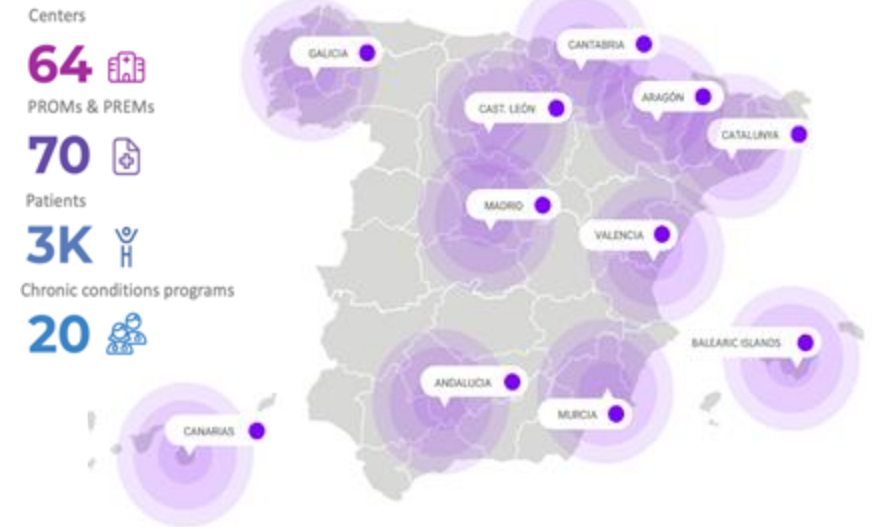 Centers
64
PROMs & PREMs
70
Patients
3K
Chronic conditions programs
20
GALICIA
CANTABRIA
CAST. LEÓN
ARAGÓN
CATALUNYA
MADRID
VALENCIA
BALEARIC ISLANDS
ANDALUCIA
MURCIA
CANARIAS